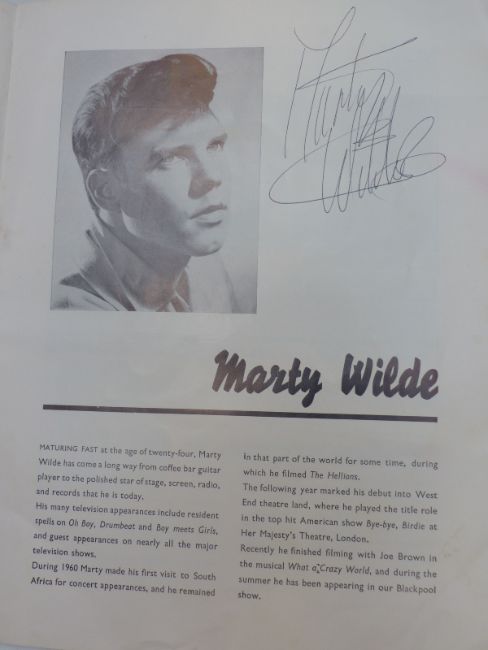 Marty
Wilde
Marty Wilde
MATURING FAST at the age of twenty-four, Marty
Wilde has come a long way from coffee bar guitar
player to the polished star of stage, screen, radio,
and records that he is today.
His many television appearances include resident
spells on Oh Boy, Drumbeat and Boy meets Girls,
and guest appearances on nearly all the major
television shows.
During 1960 Marty made his first visit to South
Africa for concert appearances, and he remained
in that part of the world for some time, during
which he filmed The Hellions.
The following year marked his debut into West
End theatre land, where he played the title role
in the top hit American show Bye-bye, Birdie at
Her Majesty's Theatre, London.
Recently he finished filming with Joe Brown in
the musical What a Crazy World, and during the
summer he has been appearing in our Blackpool
show.